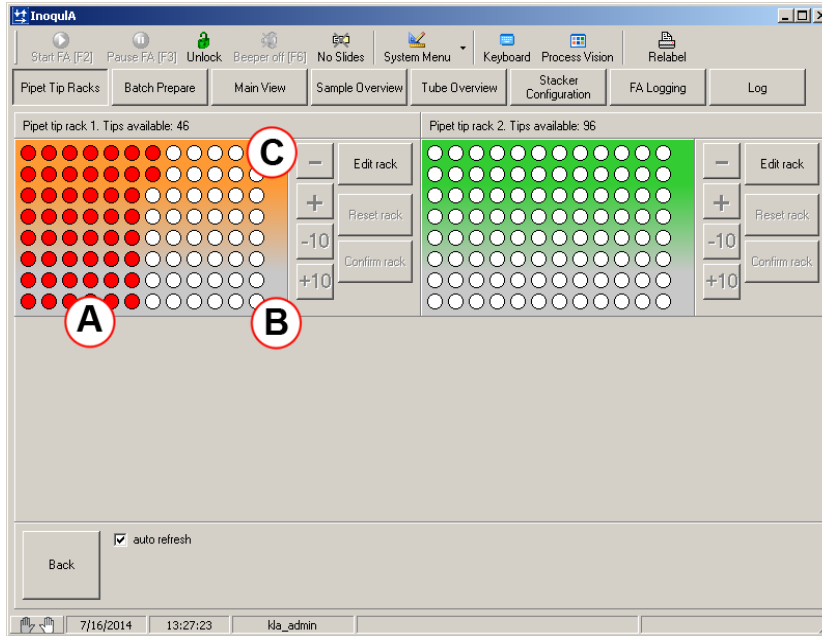 InoqulA
Start FA [F2] Pause FA [F3] Unlock Beeper off [F6] No Slides System Menu Keyboard Process Vision Relabel
Pipet Tip Racks Batch Prepare Main View Sample Overview Tube Overview Stacker Configuration FA Logging Log
Pipet tip rack 1. Tips available: 46 Pipet tip rack 2. Tips available: 96
C
− Edit rack − Edit rack
+ Reset rack + Reset rack
-10 Confirm rack -10 Confirm rack
+10 +10
A B
Back auto refresh
7/16/2014 13:27:23 kla_admin